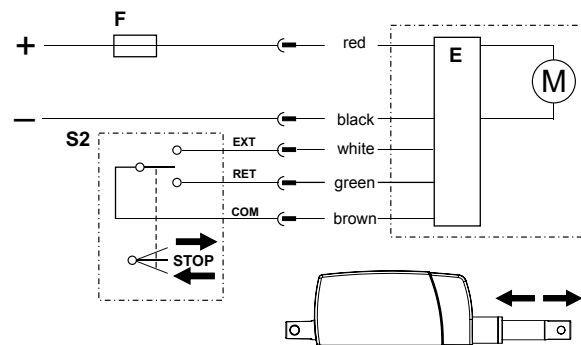 F
+ red
E
M
− black
S2
EXT white
RET green
COM brown
STOP